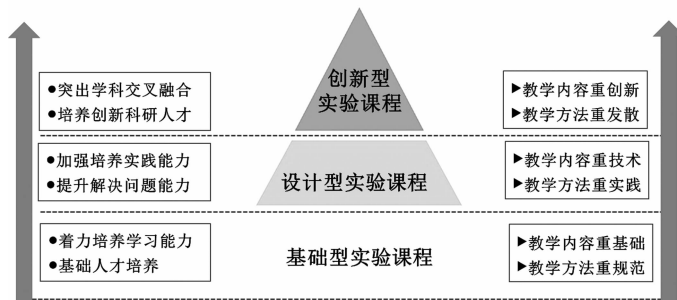 创新型
实验课程
●突出学科交叉融合
●培养创新科研人才
▶教学内容重创新
▶教学方法重发散
●加强培养实践能力
●提升解决问题能力
设计型实验课程
▶教学内容重技术
▶教学方法重实践
●着力培养学习能力
●基础人才培养
基础型实验课程
▶教学内容重基础
▶教学方法重规范